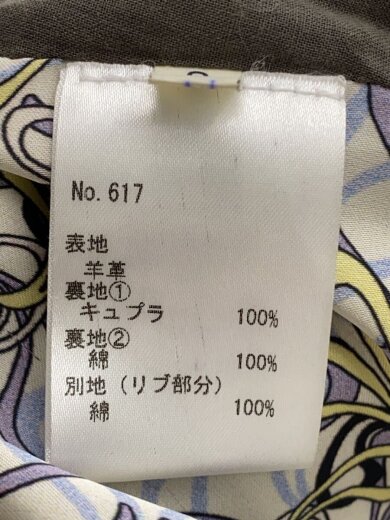 No. 617
表地
羊革
裏地①
キュプラ 100%
裏地②
綿 100%
別地（リブ部分）
綿 100%